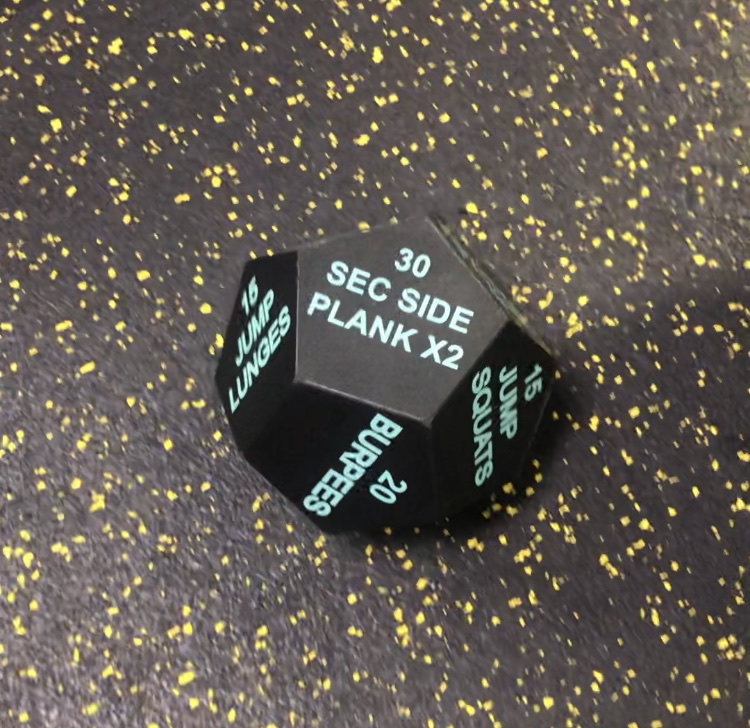 30
SEC SIDE
PLANK X2
15
JUMP
LUNGES
20
BURPEES
15
JUMP
SQUATS